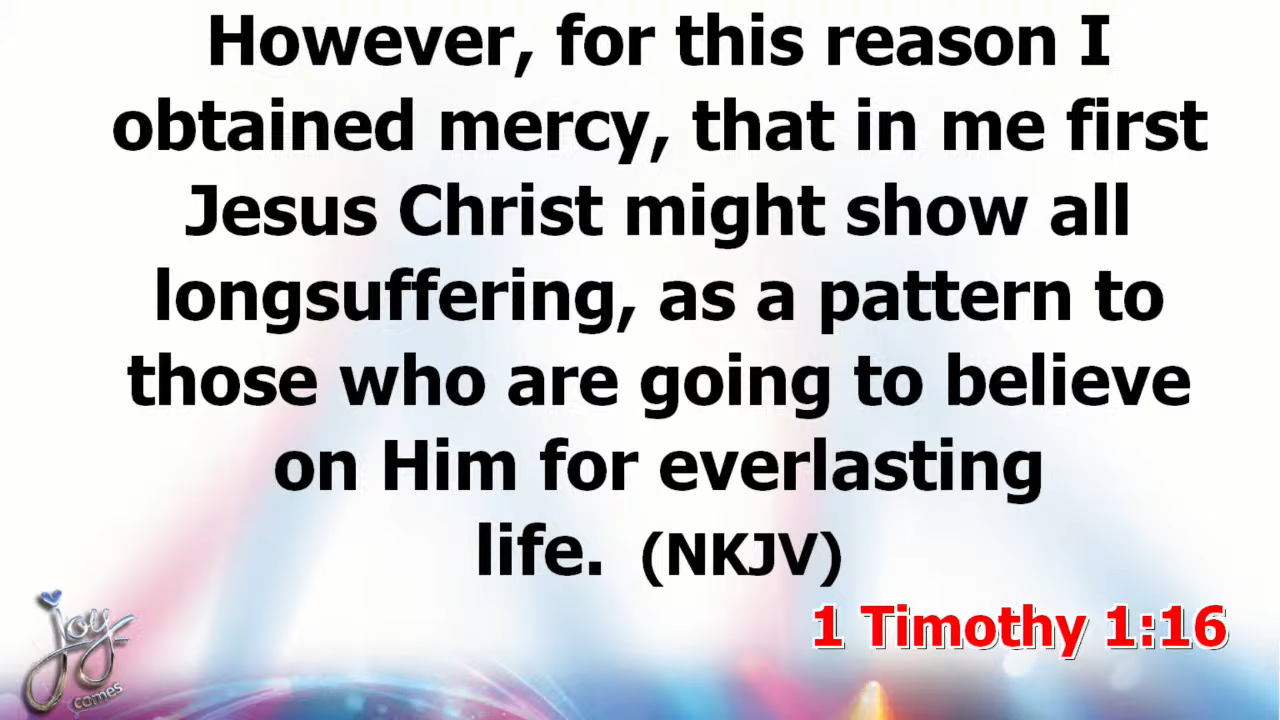 However, for this reason I
obtained mercy, that in me first
Jesus Christ might show all
longsuffering, as a pattern to
those who are going to believe
on Him for everlasting
life. (NKJV)
1 Timothy 1:16
joy
comes